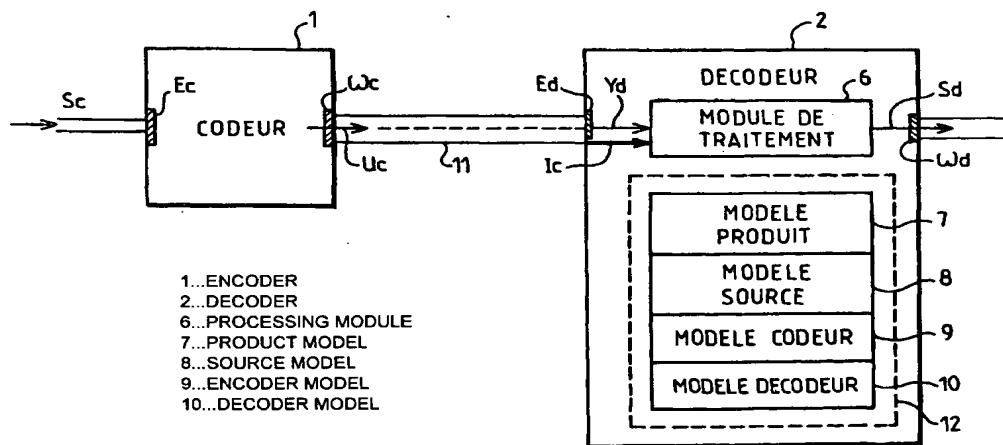 1
2
Sc
Ec
CODEUR
Wc
Uc
11
Ed
Yd
Ic
DECODEUR
6
MODULE DE
TRAITEMENT
Sd
Wd
MODELE
PRODUIT
7
MODELE
SOURCE
8
MODELE CODEUR
9
MODELE DECODEUR
10
12
1...ENCODER
2...DECODER
6...PROCESSING MODULE
7...PRODUCT MODEL
8...SOURCE MODEL
9...ENCODER MODEL
10...DECODER MODEL